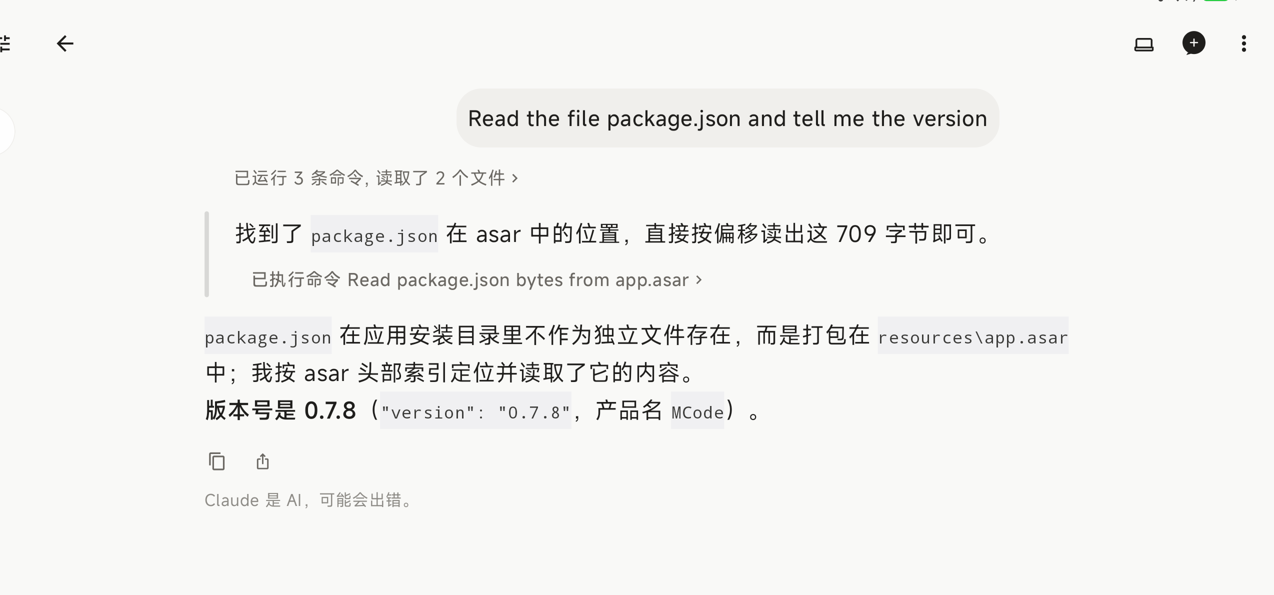 Read the file package.json and tell me the version
已运行 3 条命令, 读取了 2 个文件 >
找到了 package.json 在 asar 中的位置，直接按偏移读出这 709 字节即可。
已执行命令 Read package.json bytes from app.asar >
package.json 在应用安装目录里不作为独立文件存在，而是打包在 resources\app.asar
中；我按 asar 头部索引定位并读取了它的内容。
版本号是 0.7.8（"version": "0.7.8"，产品名 MCode）。
Claude 是 AI，可能会出错。